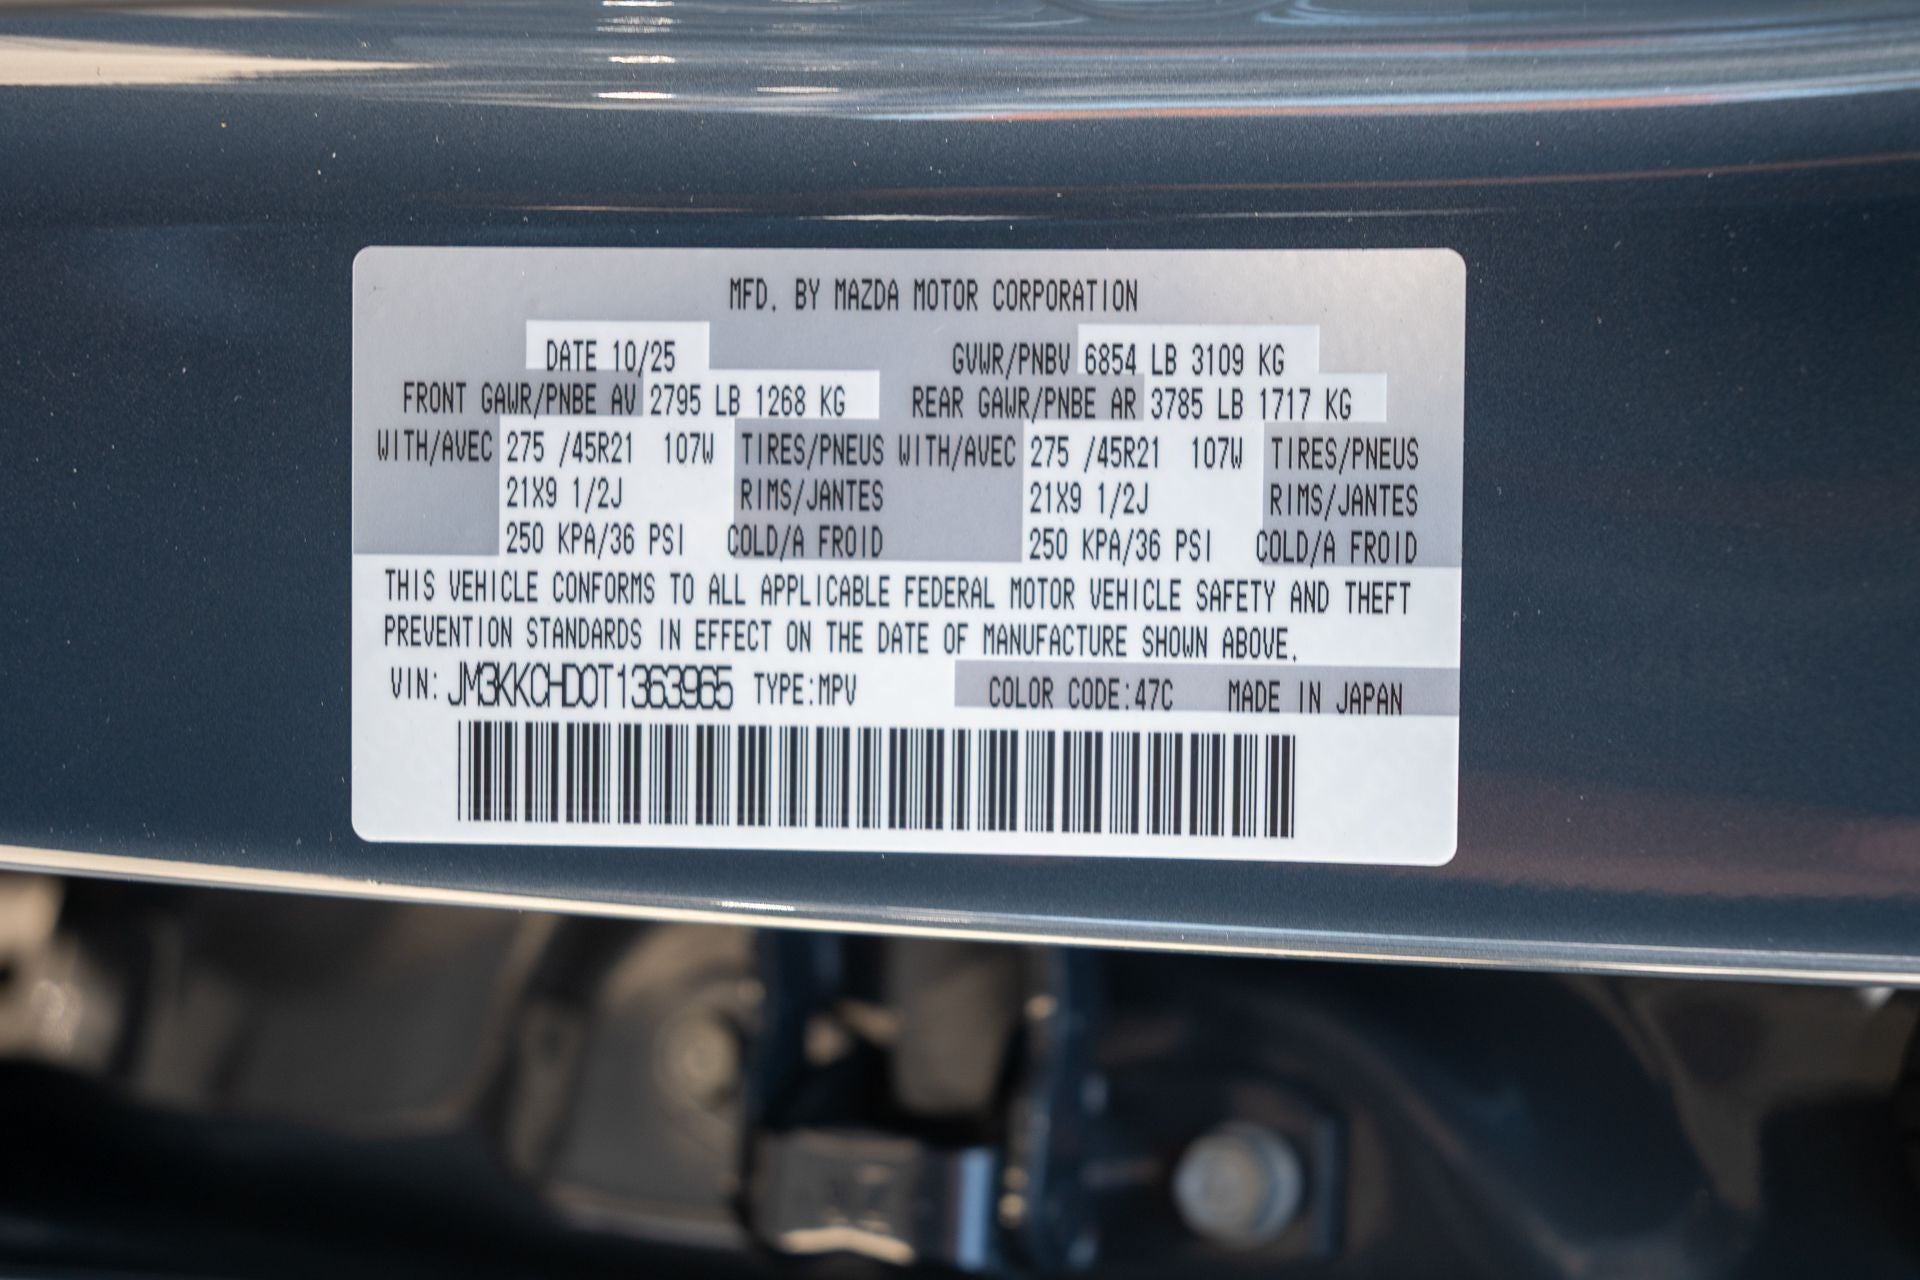 MFD. BY MAZDA MOTOR CORPORATION
DATE 10/25 GVWR/PNBV 6854 LB 3109 KG
FRONT GAWR/PNBE AV 2795 LB 1268 KG REAR GAWR/PNBE AR 3785 LB 1717 KG
WITH/AVEC 275 /45R21 107W TIRES/PNEUS WITH/AVEC 275 /45R21 107W TIRES/PNEUS
21X9 1/2J RIMS/JANTES 21X9 1/2J RIMS/JANTES
250 KPA/36 PSI COLD/A FROID 250 KPA/36 PSI COLD/A FROID
THIS VEHICLE CONFORMS TO ALL APPLICABLE FEDERAL MOTOR VEHICLE SAFETY AND THEFT
PREVENTION STANDARDS IN EFFECT ON THE DATE OF MANUFACTURE SHOWN ABOVE.
VIN: JM3KKCHD0T1363965 TYPE:MPV COLOR CODE:47C MADE IN JAPAN